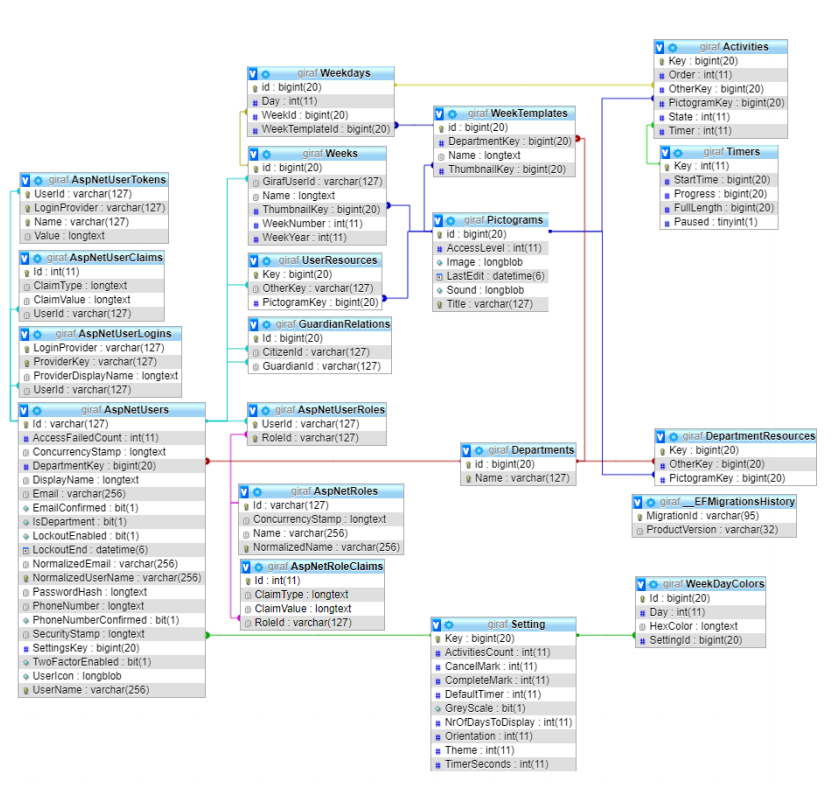 giraf Activities
Key : bigint(20)
Order : int(11)
OtherKey : bigint(20)
PictogramKey : bigint(20)
State : int(11)
Timer : int(11)
giraf Weekdays
id : bigint(20)
Day : int(11)
WeekId : bigint(20)
WeekTemplateId : bigint(20)
giraf WeekTemplates
id : bigint(20)
DepartmentKey : bigint(20)
Name : longtext
ThumbnailKey : bigint(20)
giraf Weeks
id : bigint(20)
GirafUserId : varchar(127)
Name : longtext
ThumbnailKey : bigint(20)
WeekNumber : int(11)
WeekYear : int(11)
giraf Timers
Key : int(11)
StartTime : bigint(20)
Progress : bigint(20)
FullLength : bigint(20)
Paused : tinyint(1)
giraf AspNetUserTokens
UserId : varchar(127)
LoginProvider : varchar(127)
Name : varchar(127)
Value : longtext
giraf Pictograms
id : bigint(20)
AccessLevel : int(11)
Image : longblob
LastEdit : datetime(6)
Sound : longblob
Title : varchar(127)
giraf AspNetUserClaims
Id : int(11)
ClaimType : longtext
ClaimValue : longtext
UserId : varchar(127)
giraf UserResources
Key : bigint(20)
OtherKey : varchar(127)
PictogramKey : bigint(20)
giraf GuardianRelations
Id : bigint(20)
CitizenId : varchar(127)
GuardianId : varchar(127)
giraf AspNetUserLogins
LoginProvider : varchar(127)
ProviderKey : varchar(127)
ProviderDisplayName : longtext
UserId : varchar(127)
giraf AspNetUsers
Id : varchar(127)
AccessFailedCount : int(11)
ConcurrencyStamp : longtext
DepartmentKey : bigint(20)
DisplayName : longtext
Email : varchar(256)
EmailConfirmed : bit(1)
IsDepartment : bit(1)
LockoutEnabled : bit(1)
LockoutEnd : datetime(6)
NormalizedEmail : varchar(256)
NormalizedUserName : varchar(256)
PasswordHash : longtext
PhoneNumber : longtext
PhoneNumberConfirmed : bit(1)
SecurityStamp : longtext
SettingsKey : bigint(20)
TwoFactorEnabled : bit(1)
UserIcon : longblob
UserName : varchar(256)
giraf AspNetUserRoles
UserId : varchar(127)
RoleId : varchar(127)
giraf Departments
id : bigint(20)
Name : varchar(127)
giraf DepartmentResources
Key : bigint(20)
OtherKey : bigint(20)
PictogramKey : bigint(20)
giraf AspNetRoles
Id : varchar(127)
ConcurrencyStamp : longtext
Name : varchar(256)
NormalizedName : varchar(256)
giraf __EFMigrationsHistory
MigrationId : varchar(95)
ProductVersion : varchar(32)
giraf AspNetRoleClaims
Id : int(11)
ClaimType : longtext
ClaimValue : longtext
RoleId : varchar(127)
giraf WeekDayColors
Id : bigint(20)
Day : int(11)
HexColor : longtext
SettingId : bigint(20)
giraf Setting
Key : bigint(20)
ActivitiesCount : int(11)
CancelMark : int(11)
CompleteMark : int(11)
DefaultTimer : int(11)
GreyScale : bit(1)
NrOfDaysToDisplay : int(11)
Orientation : int(11)
Theme : int(11)
TimerSeconds : int(11)